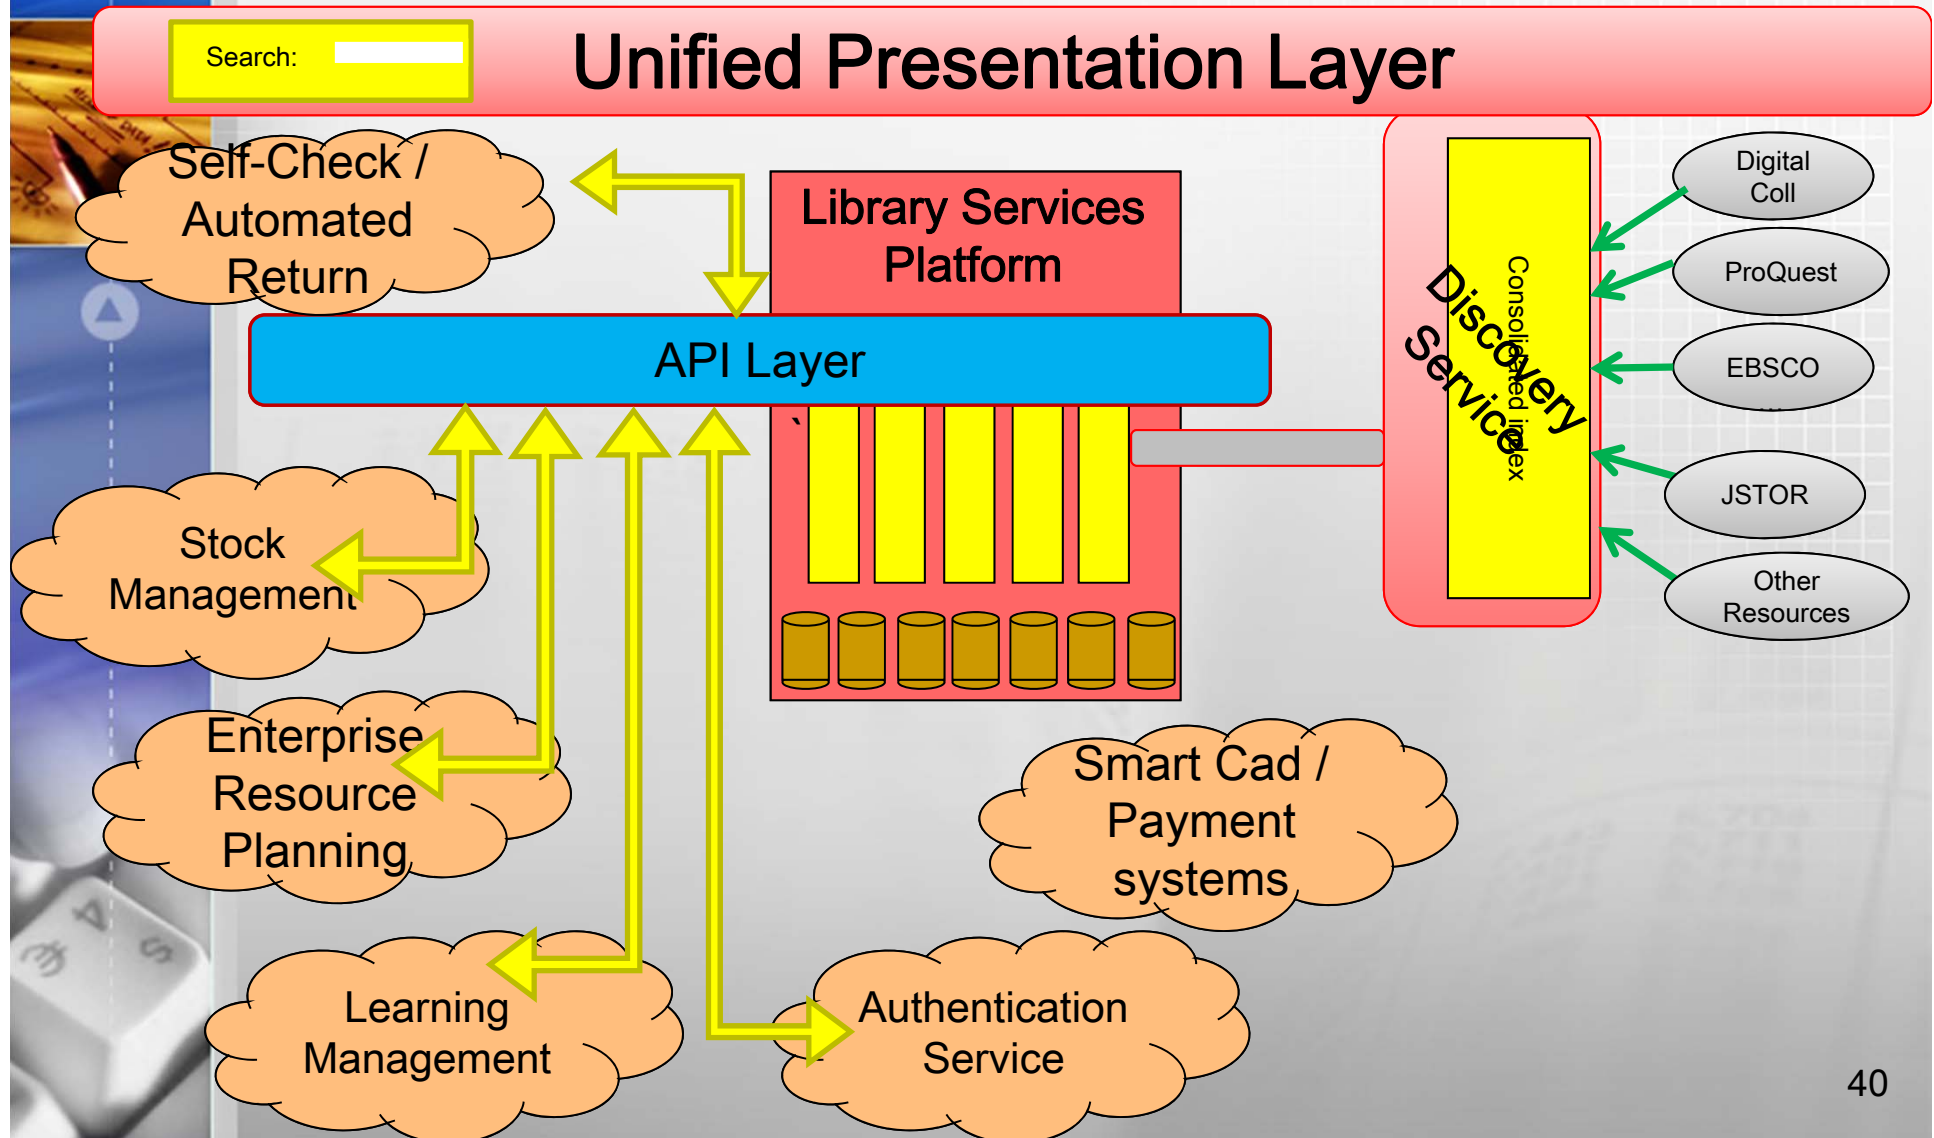 Search:
Unified Presentation Layer
Self-Check /
Automated
Return
Library Services
Platform
API Layer
`
Stock
Management
Enterprise
Resource
Planning
Learning
Management
Authentication
Service
Smart Cad /
Payment
systems
Consolidated index
Discovery
Service
Digital
Coll
ProQuest
EBSCO
...
JSTOR
Other
Resources
40